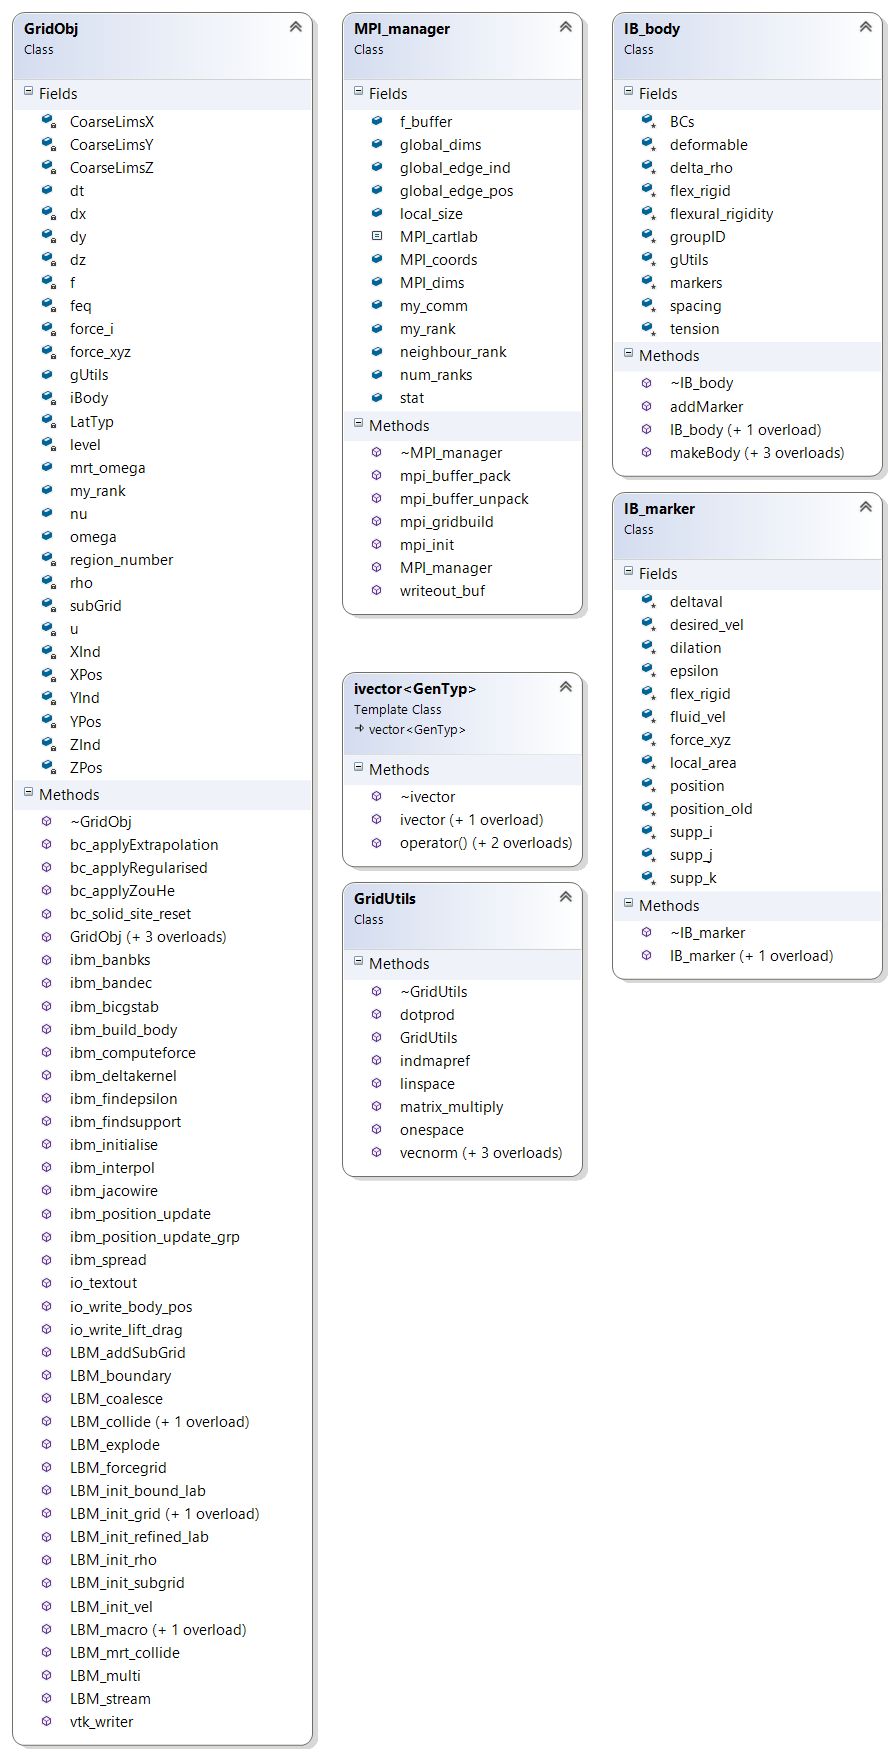 GridObj
Class
Fields
CoarseLimsX
CoarseLimsY
CoarseLimsZ
dt
dx
dy
dz
f
feq
force_i
force_xyz
gUtils
iBody
LatTyp
level
mrt_omega
my_rank
nu
omega
region_number
rho
subGrid
u
XInd
XPos
YInd
YPos
ZInd
ZPos
Methods
~GridObj
bc_applyExtrapolation
bc_applyRegularised
bc_applyZouHe
bc_solid_site_reset
GridObj (+ 3 overloads)
ibm_banbks
ibm_bandec
ibm_bicgstab
ibm_build_body
ibm_computeforce
ibm_deltakernel
ibm_findepsilon
ibm_findsupport
ibm_initialise
ibm_interpol
ibm_jacowire
ibm_position_update
ibm_position_update_grp
ibm_spread
io_textout
io_write_body_pos
io_write_lift_drag
LBM_addSubGrid
LBM_boundary
LBM_coalesce
LBM_collide (+ 1 overload)
LBM_explode
LBM_forcegrid
LBM_init_bound_lab
LBM_init_grid (+ 1 overload)
LBM_init_refined_lab
LBM_init_rho
LBM_init_subgrid
LBM_init_vel
LBM_macro (+ 1 overload)
LBM_mrt_collide
LBM_multi
LBM_stream
vtk_writer
MPI_manager
Class
Fields
f_buffer
global_dims
global_edge_ind
global_edge_pos
local_size
MPI_cartlab
MPI_coords
MPI_dims
my_comm
my_rank
neighbour_rank
num_ranks
stat
Methods
~MPI_manager
mpi_buffer_pack
mpi_buffer_unpack
mpi_gridbuild
mpi_init
MPI_manager
writeout_buf
ivector<GenTyp>
Template Class
vector<GenTyp>
Methods
~ivector
ivector (+ 1 overload)
operator() (+ 2 overloads)
GridUtils
Class
Methods
~GridUtils
dotprod
GridUtils
indmapref
linspace
matrix_multiply
onespace
vecnorm (+ 3 overloads)
IB_body
Class
Fields
BCs
deformable
delta_rho
flex_rigid
flexural_rigidity
groupID
gUtils
markers
spacing
tension
Methods
~IB_body
addMarker
IB_body (+ 1 overload)
makeBody (+ 3 overloads)
IB_marker
Class
Fields
deltaval
desired_vel
dilation
epsilon
flex_rigid
fluid_vel
force_xyz
local_area
position
position_old
supp_i
supp_j
supp_k
Methods
~IB_marker
IB_marker (+ 1 overload)